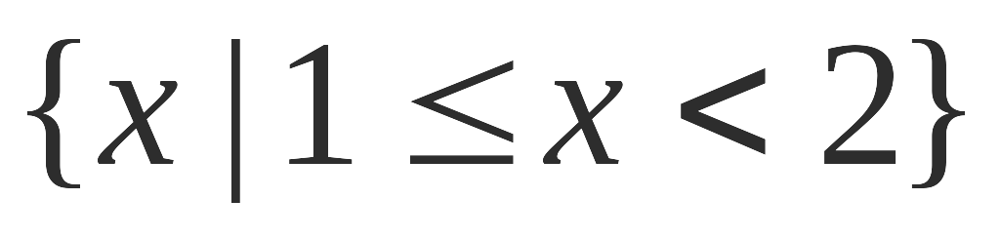 {x | 1 ≤ x < 2}